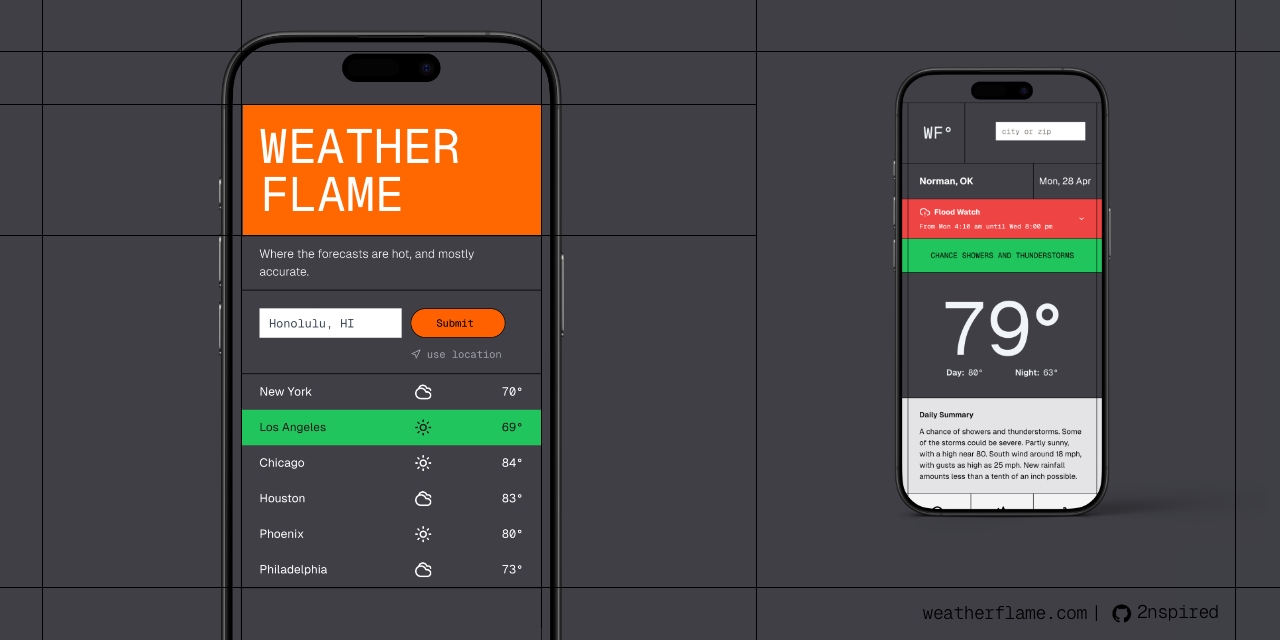 WEATHER
FLAME
Where the forecasts are hot, and mostly
accurate.
Honolulu, HI
Submit
use location
New York 70°
Los Angeles 69°
Chicago 84°
Houston 83°
Phoenix 80°
Philadelphia 73°
WF°
city or zip
Norman, OK
Mon, 28 Apr
Flood Watch
From Mon 4:10 am until Wed 8:00 pm
CHANCE SHOWERS AND THUNDERSTORMS
79°
Day: 80° Night: 63°
Daily Summary
A chance of showers and thunderstorms. Some
of the storms could be severe. Partly sunny,
with a high near 80. South wind around 18 mph,
with gusts as high as 25 mph. New rainfall
amounts less than a tenth of an inch possible.
weatherflame.com | 2nspired